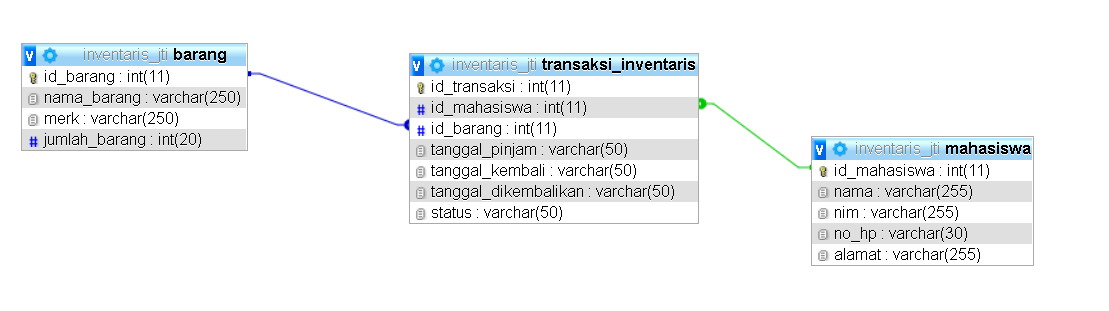 v inventaris_jti barang
id_barang : int(11)
nama_barang : varchar(250)
merk : varchar(250)
# jumlah_barang : int(20)
v inventaris_jti transaksi_inventaris
id_transaksi : int(11)
# id_mahasiswa : int(11)
# id_barang : int(11)
tanggal_pinjam : varchar(50)
tanggal_kembali : varchar(50)
tanggal_dikembalikan : varchar(50)
status : varchar(50)
v inventaris_jti mahasiswa
id_mahasiswa : int(11)
nama : varchar(255)
nim : varchar(255)
no_hp : varchar(30)
alamat : varchar(255)